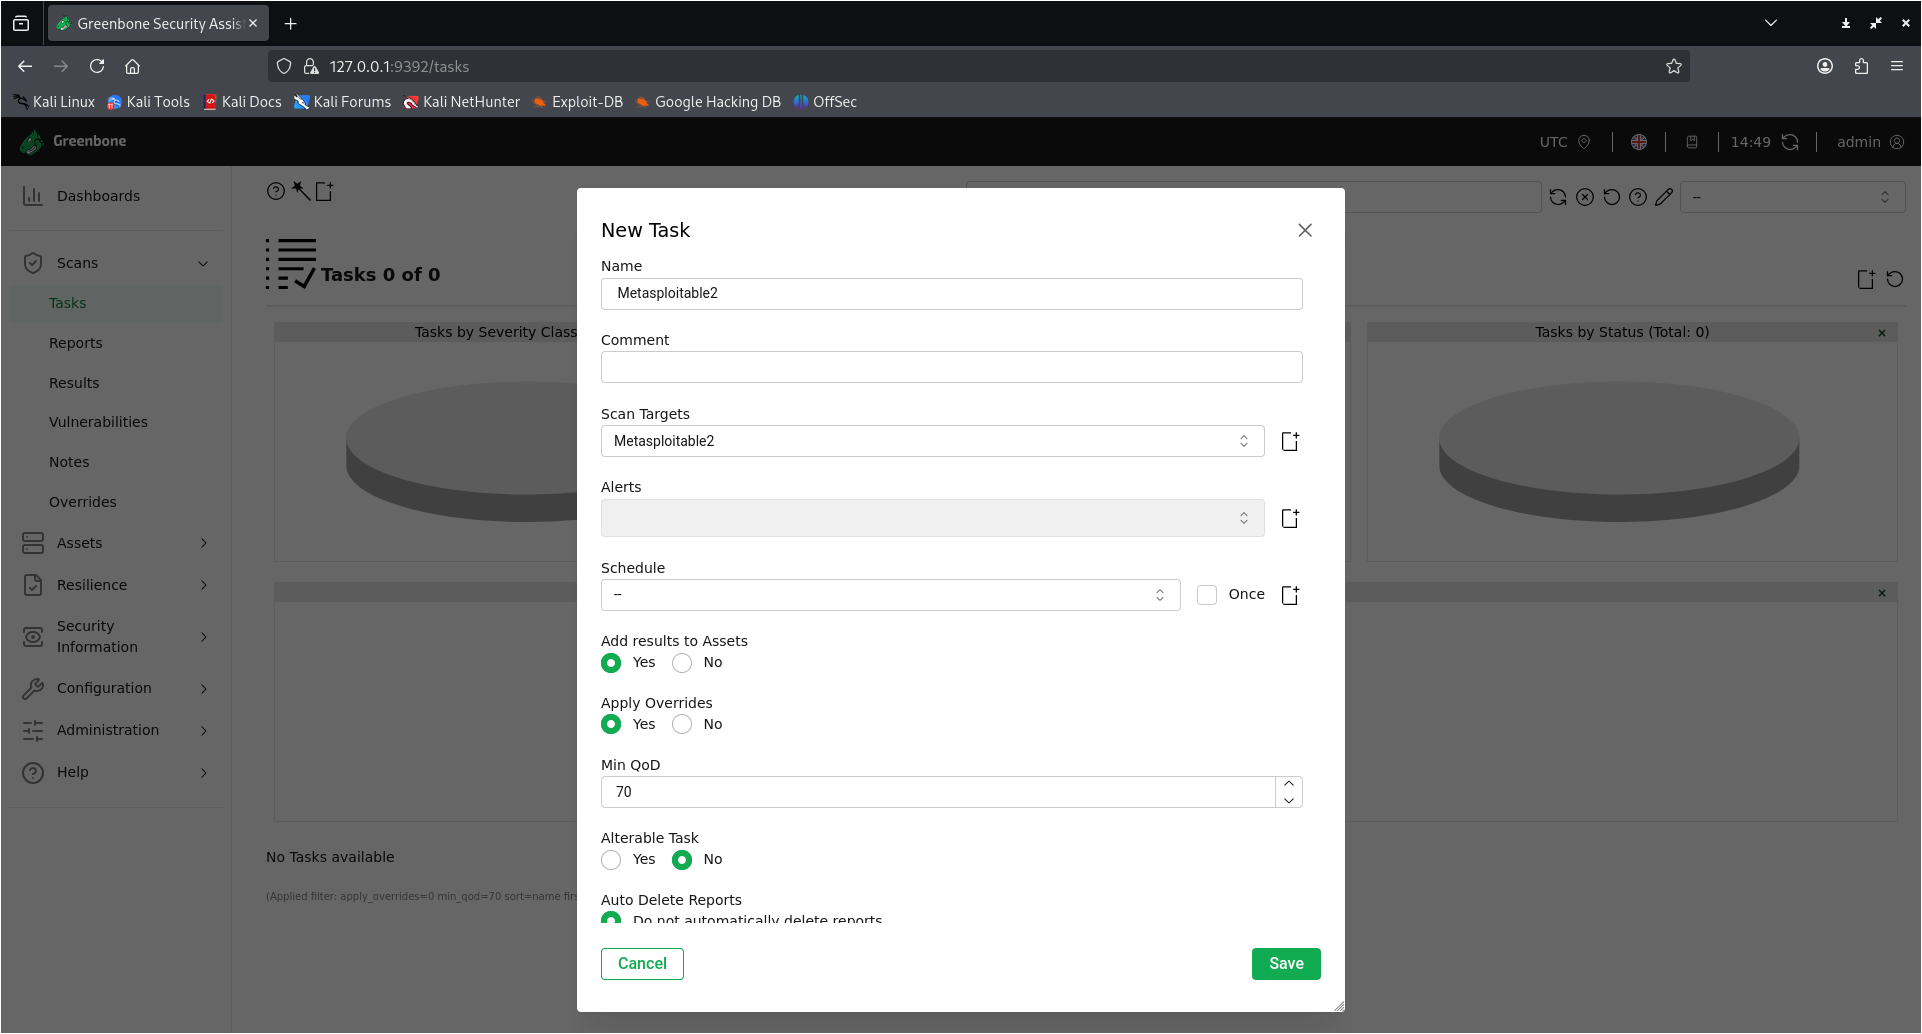 Greenbone Security Assis
127.0.0.1:9392/tasks
Kali Linux Kali Tools Kali Docs Kali Forums Kali NetHunter Exploit-DB Google Hacking DB OffSec
Greenbone
UTC 14:49 admin
Dashboards
Scans
Tasks
Reports
Results
Vulnerabilities
Notes
Overrides
Assets
Resilience
Security
Information
Configuration
Administration
Help
--
Tasks 0 of 0
Tasks by Severity Class
Tasks by Status (Total: 0)
No Tasks available
(Applied filter: apply_overrides=0 min_qod=70 sort=name firs
New Task
Name
Metasploitable2
Comment
Scan Targets
Metasploitable2
Alerts
Schedule
--
Once
Add results to Assets
Yes No
Apply Overrides
Yes No
Min QoD
70
Alterable Task
Yes No
Auto Delete Reports
Do not automatically delete reports
Cancel Save